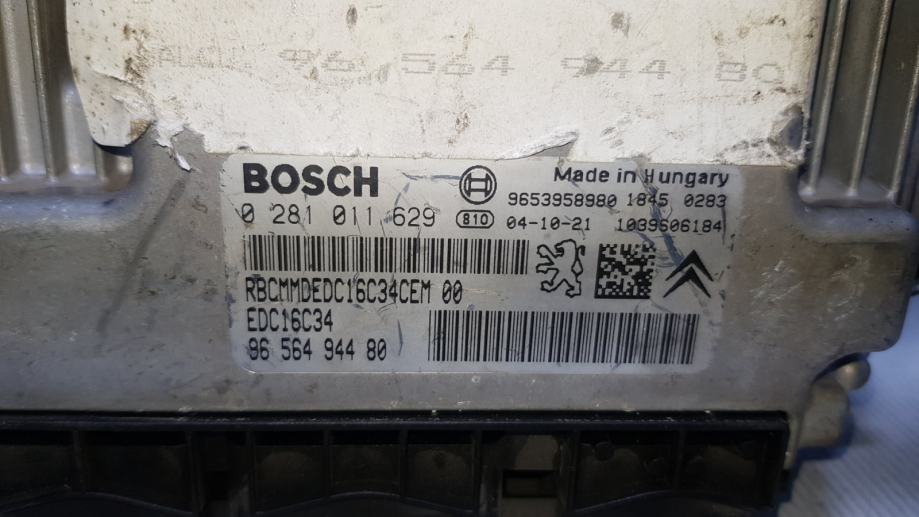 96 564 944 80
BOSCH
Made in Hungary
9653958980 1845 0283
0 281 011 629
810
04-10-21 1039S06184
RBCMMDEDC16C34CEM 00
EDC16C34
96 564 944 80